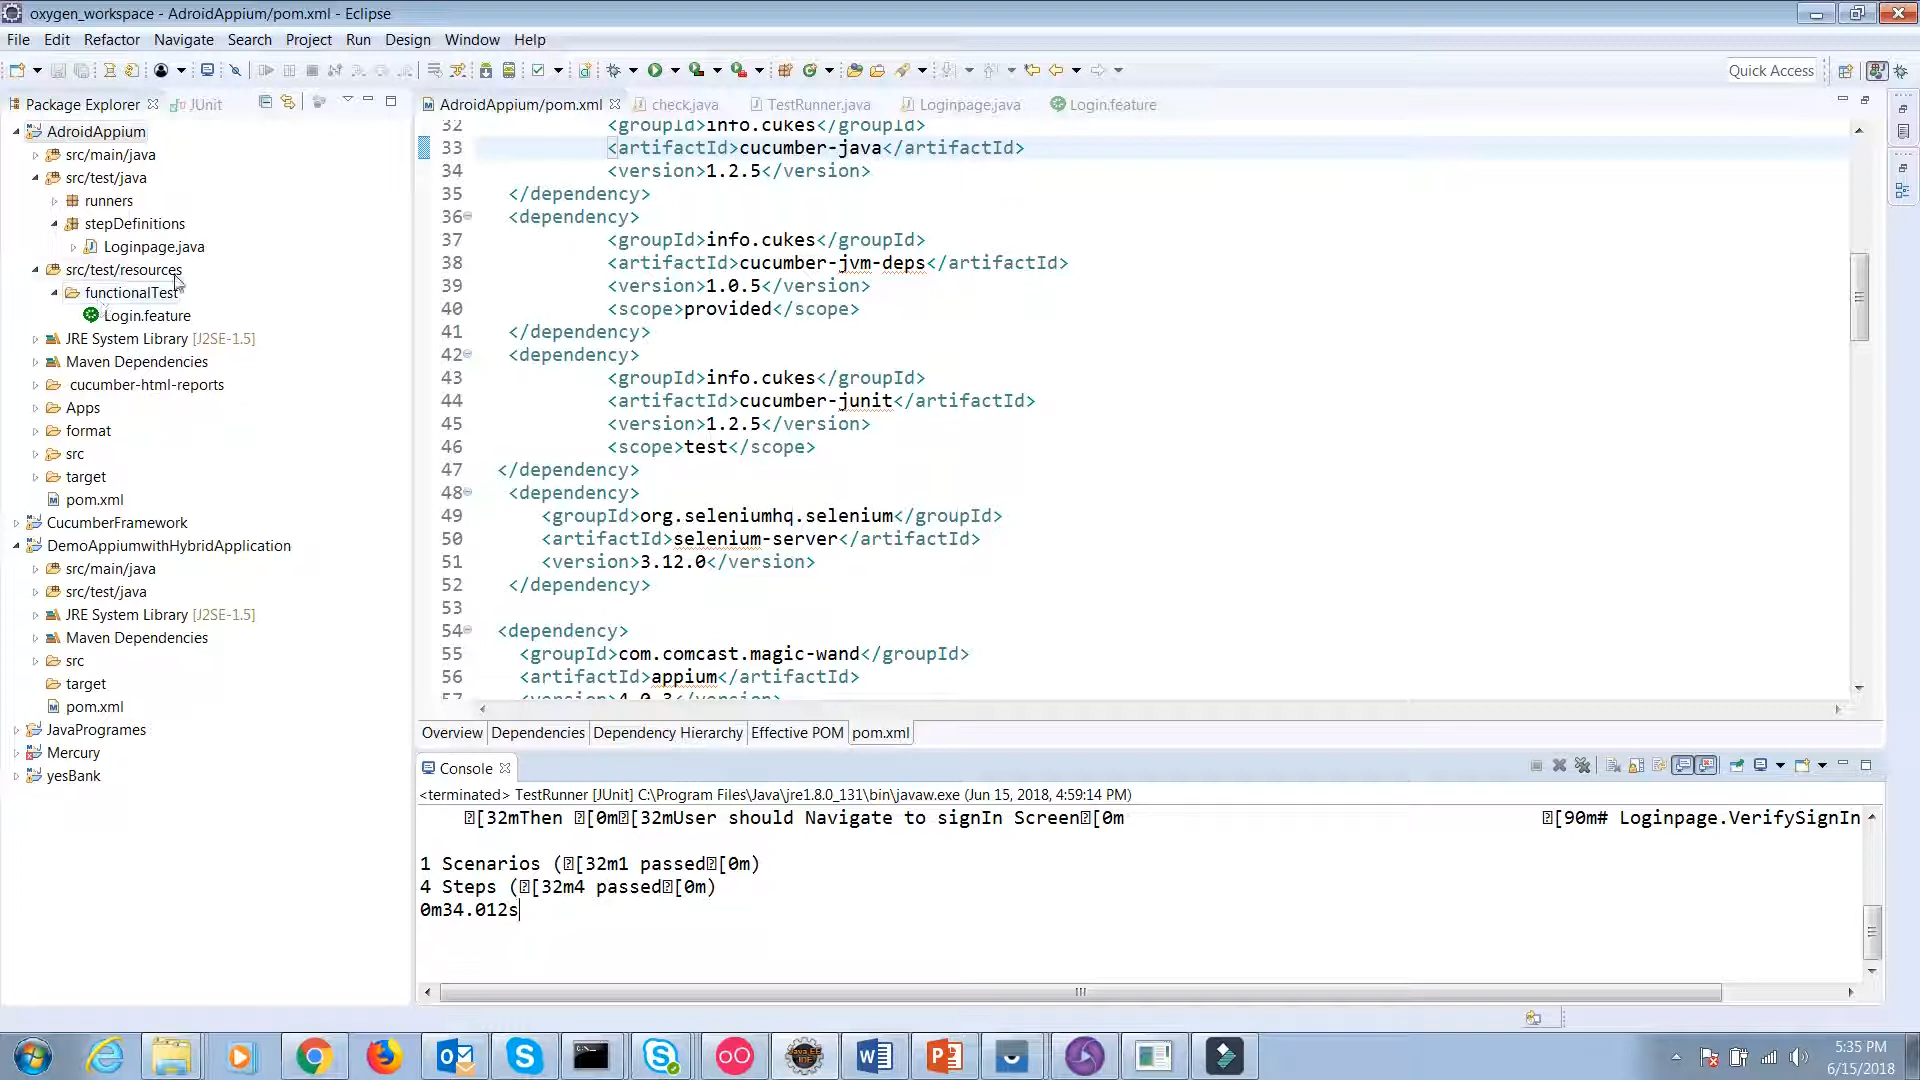 oxygen_workspace - AdroidAppium/pom.xml - Eclipse
File Edit Refactor Navigate Search Project Run Design Window Help
Quick Access
Package Explorer JUnit
AdroidAppium/pom.xml check.java TestRunner.java Loginpage.java Login.feature
AdroidAppium
src/main/java
src/test/java
runners
stepDefinitions
Loginpage.java
src/test/resources
functionalTest
Login.feature
JRE System Library [J2SE-1.5]
Maven Dependencies
cucumber-html-reports
Apps
format
src
target
pom.xml
CucumberFramework
DemoAppiumwithHybridApplication
src/main/java
src/test/java
JRE System Library [J2SE-1.5]
Maven Dependencies
src
target
pom.xml
JavaProgrames
Mercury
yesBank
32 <groupId>info.cukes</groupId>
33 <artifactId>cucumber-java</artifactId>
34 <version>1.2.5</version>
35 </dependency>
36 <dependency>
37 <groupId>info.cukes</groupId>
38 <artifactId>cucumber-jvm-deps</artifactId>
39 <version>1.0.5</version>
40 <scope>provided</scope>
41 </dependency>
42 <dependency>
43 <groupId>info.cukes</groupId>
44 <artifactId>cucumber-junit</artifactId>
45 <version>1.2.5</version>
46 <scope>test</scope>
47 </dependency>
48 <dependency>
49 <groupId>org.seleniumhq.selenium</groupId>
50 <artifactId>selenium-server</artifactId>
51 <version>3.12.0</version>
52 </dependency>
53
54 <dependency>
55 <groupId>com.comcast.magic-wand</groupId>
56 <artifactId>appium</artifactId>
57 <version>4.0.3</version>
Overview Dependencies Dependency Hierarchy Effective POM pom.xml
Console
<terminated> TestRunner [JUnit] C:\Program Files\Java\jre1.8.0_131\bin\javaw.exe (Jun 15, 2018, 4:59:14 PM)
[32mThen [0m[32mUser should Navigate to signIn Screen[0m [90m# Loginpage.VerifySignIn
1 Scenarios ([32m1 passed[0m)
4 Steps ([32m4 passed[0m)
0m34.012s
5:35 PM
6/15/2018